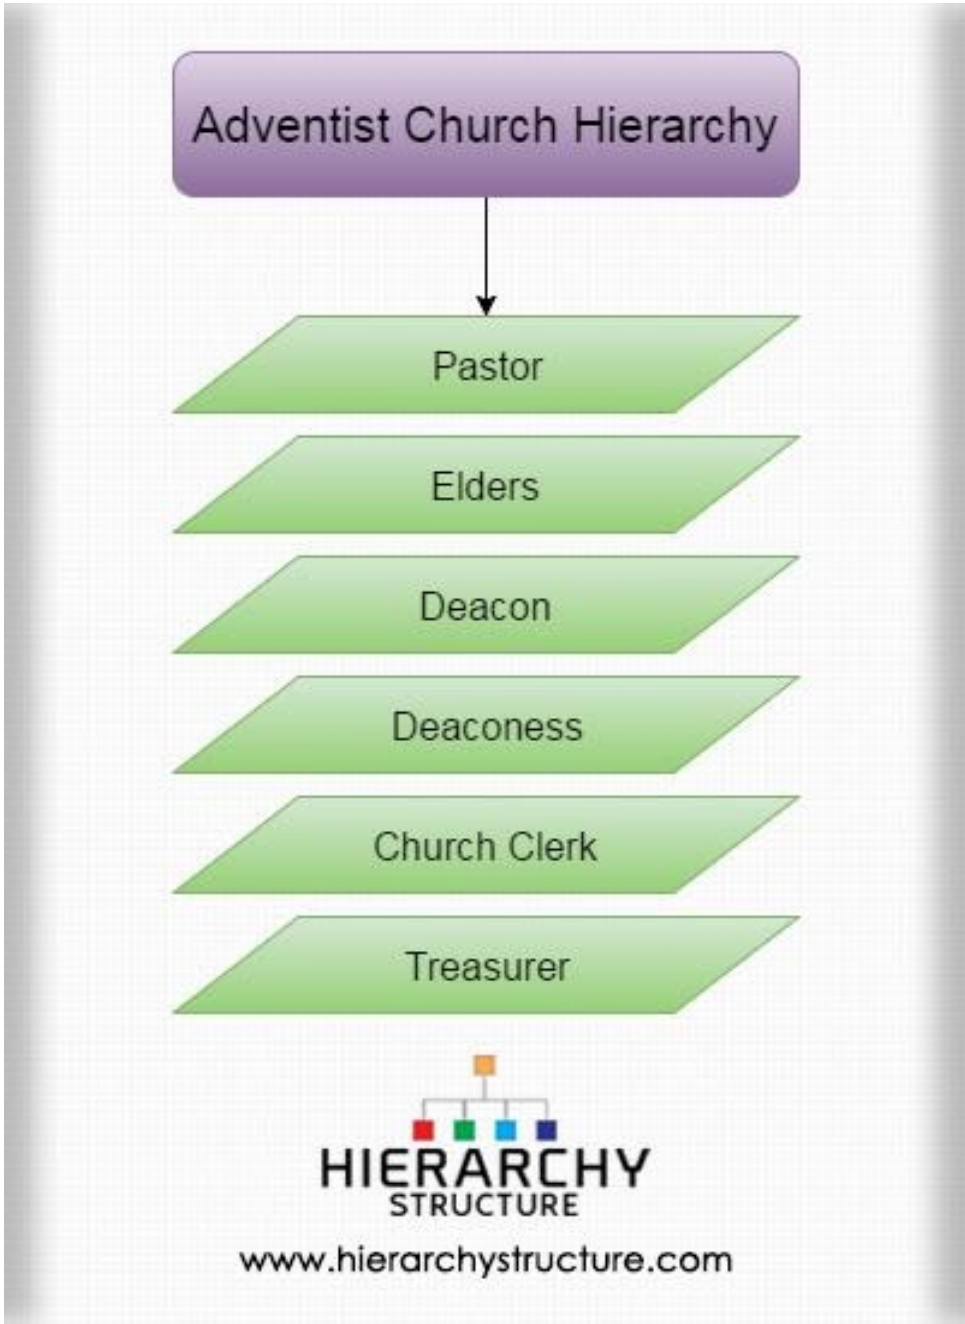 Adventist Church Hierarchy
Pastor
Elders
Deacon
Deaconess
Church Clerk
Treasurer
HIERARCHY
STRUCTURE
www.hierarchystructure.com